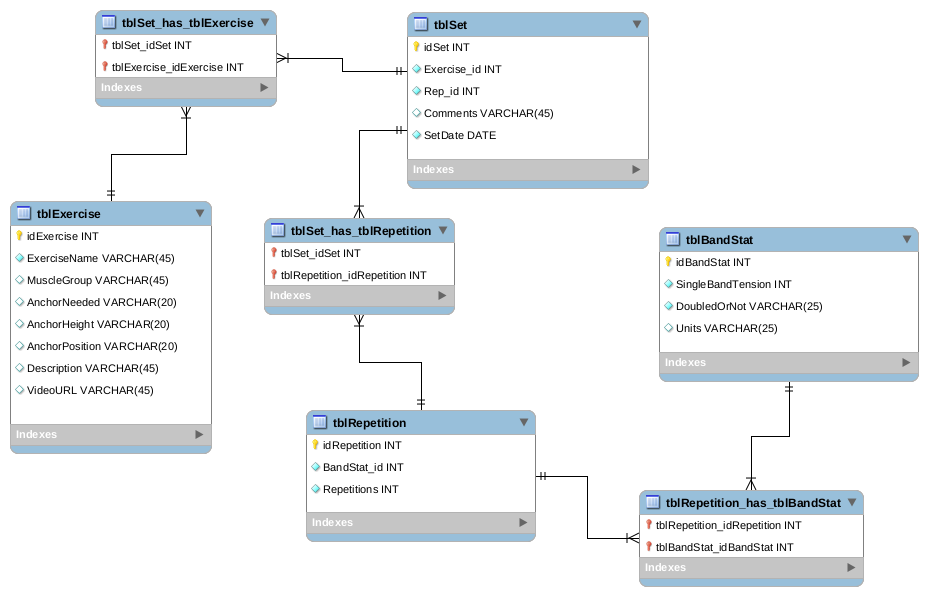 tblSet_has_tblExercise
tblSet_idSet INT
tblExercise_idExercise INT
Indexes
tblSet
idSet INT
Exercise_id INT
Rep_id INT
Comments VARCHAR(45)
SetDate DATE
Indexes
tblExercise
idExercise INT
ExerciseName VARCHAR(45)
MuscleGroup VARCHAR(45)
AnchorNeeded VARCHAR(20)
AnchorHeight VARCHAR(20)
AnchorPosition VARCHAR(20)
Description VARCHAR(45)
VideoURL VARCHAR(45)
Indexes
tblSet_has_tblRepetition
tblSet_idSet INT
tblRepetition_idRepetition INT
Indexes
tblBandStat
idBandStat INT
SingleBandTension INT
DoubledOrNot VARCHAR(25)
Units VARCHAR(25)
Indexes
tblRepetition
idRepetition INT
BandStat_id INT
Repetitions INT
Indexes
tblRepetition_has_tblBandStat
tblRepetition_idRepetition INT
tblBandStat_idBandStat INT
Indexes